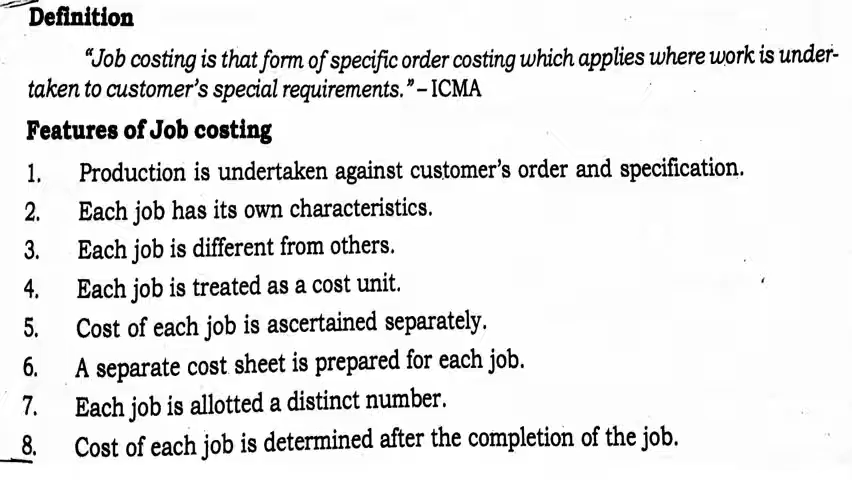 Definition
"Job costing is that form of specific order costing which applies where work is under-
taken to customer's special requirements." – ICMA
Features of Job costing
1. Production is undertaken against customer's order and specification.
2. Each job has its own characteristics.
3. Each job is different from others.
4. Each job is treated as a cost unit.
5. Cost of each job is ascertained separately.
6. A separate cost sheet is prepared for each job.
7. Each job is allotted a distinct number.
8. Cost of each job is determined after the completion of the job.